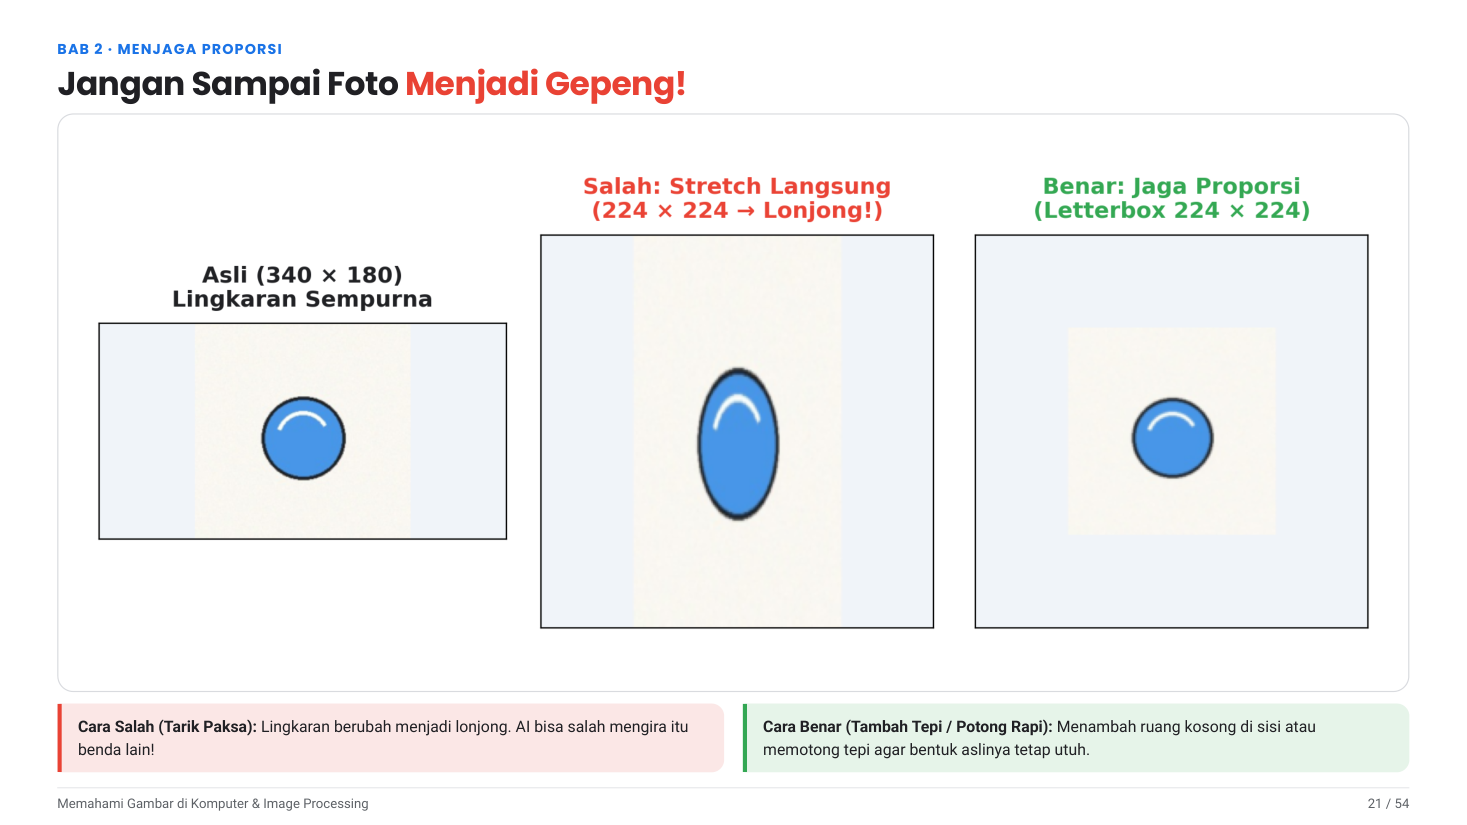 BAB 2 · MENJAGA PROPORSI
Jangan Sampai Foto Menjadi Gepeng!
Asli (340 × 180)
Lingkaran Sempurna
Salah: Stretch Langsung
(224 × 224 → Lonjong!)
Benar: Jaga Proporsi
(Letterbox 224 × 224)
Cara Salah (Tarik Paksa): Lingkaran berubah menjadi lonjong. AI bisa salah mengira itu
benda lain!
Cara Benar (Tambah Tepi / Potong Rapi): Menambah ruang kosong di sisi atau
memotong tepi agar bentuk aslinya tetap utuh.
Memahami Gambar di Komputer & Image Processing
21 / 54